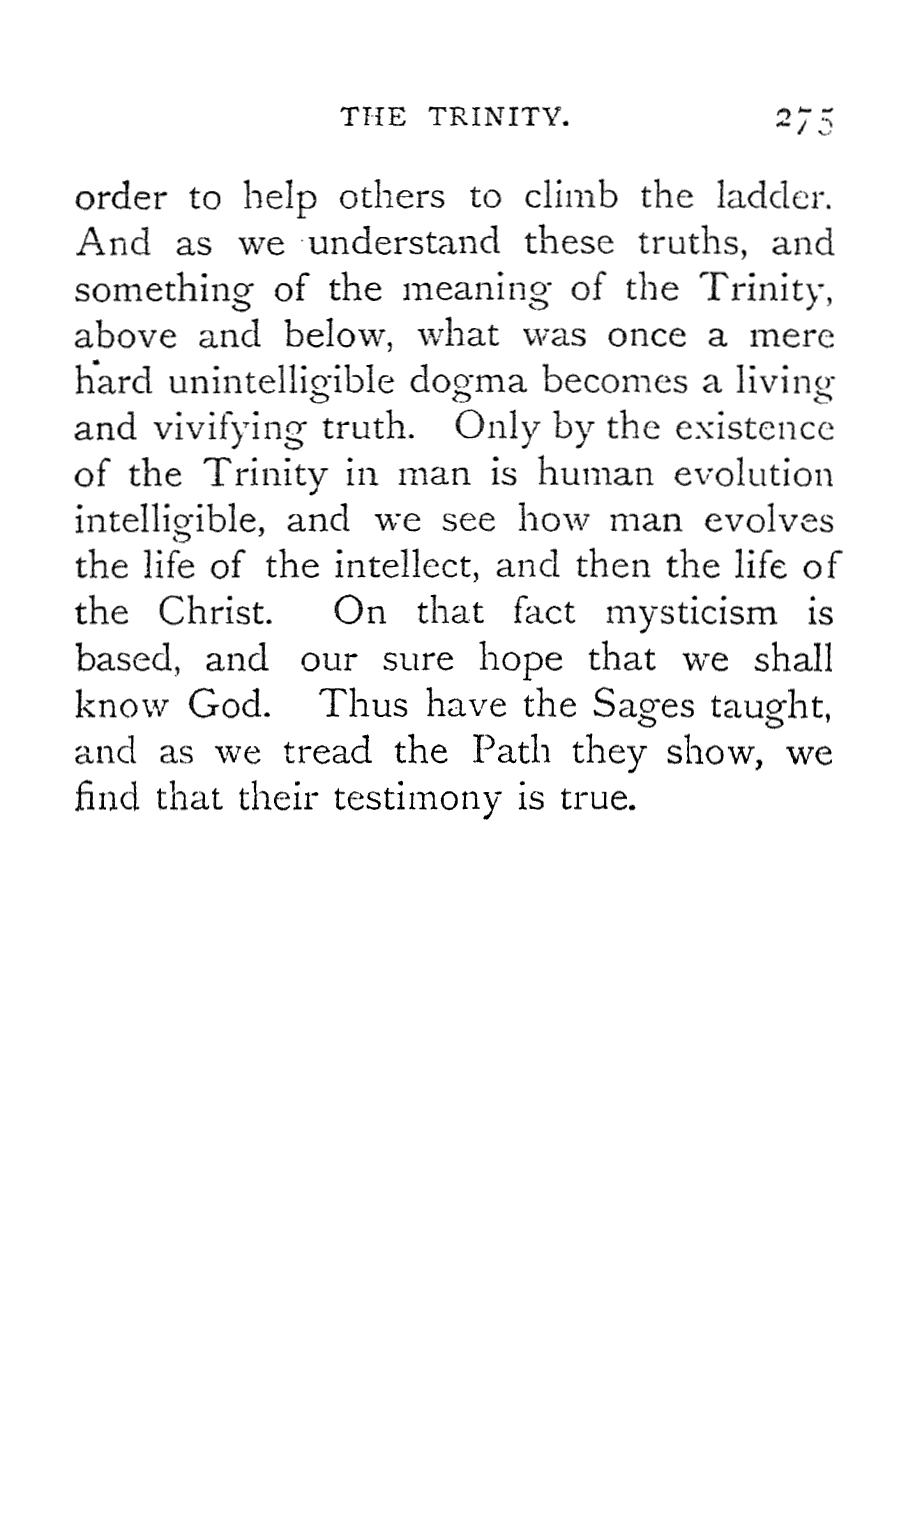 THE TRINITY. 275
order to help others to climb the ladder.
And as we understand these truths, and
something of the meaning of the Trinity,
above and below, what was once a mere
hard unintelligible dogma becomes a living
and vivifying truth. Only by the existence
of the Trinity in man is human evolution
intelligible, and we see how man evolves
the life of the intellect, and then the life of
the Christ. On that fact mysticism is
based, and our sure hope that we shall
know God. Thus have the Sages taught,
and as we tread the Path they show, we
find that their testimony is true.